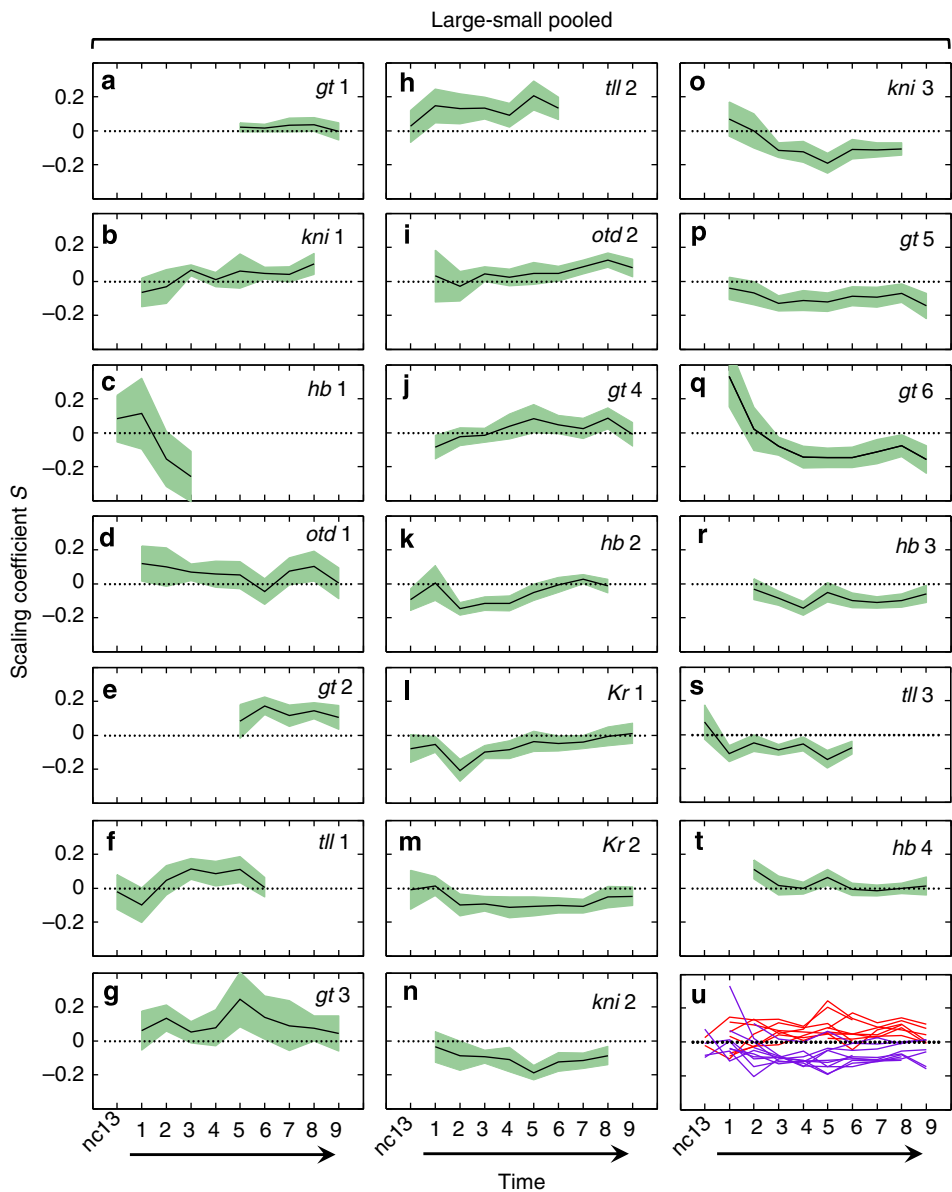 Large-small pooled
a gt 1 h tll 2 o kni 3
0.2
0
−0.2
b kni 1 i otd 2 p gt 5
0.2
0
−0.2
c hb 1 j gt 4 q gt 6
0.2
0
−0.2
d otd 1 k hb 2 r hb 3
0.2
0
−0.2
e gt 2 l Kr 1 s tll 3
0.2
0
−0.2
f tll 1 m Kr 2 t hb 4
0.2
0
−0.2
g gt 3 n kni 2 u
0.2
0
−0.2
Scaling coefficient S
nc13 1 2 3 4 5 6 7 8 9 nc13 1 2 3 4 5 6 7 8 9 nc13 1 2 3 4 5 6 7 8 9
Time